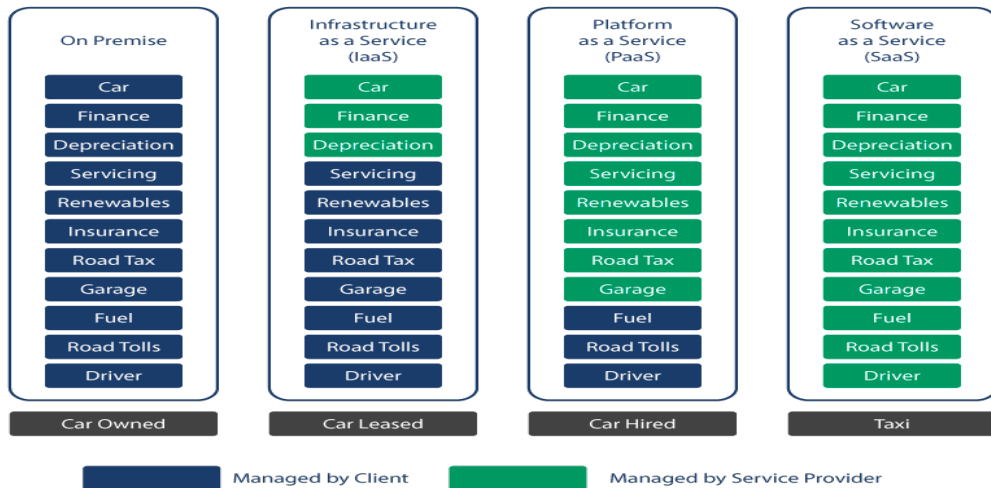 On Premise
Car
Finance
Depreciation
Servicing
Renewables
Insurance
Road Tax
Garage
Fuel
Road Tolls
Driver
Car Owned
Infrastructure
as a Service
(IaaS)
Car
Finance
Depreciation
Servicing
Renewables
Insurance
Road Tax
Garage
Fuel
Road Tolls
Driver
Car Leased
Platform
as a Service
(PaaS)
Car
Finance
Depreciation
Servicing
Renewables
Insurance
Road Tax
Garage
Fuel
Road Tolls
Driver
Car Hired
Software
as a Service
(SaaS)
Car
Finance
Depreciation
Servicing
Renewables
Insurance
Road Tax
Garage
Fuel
Road Tolls
Driver
Taxi
Managed by Client
Managed by Service Provider